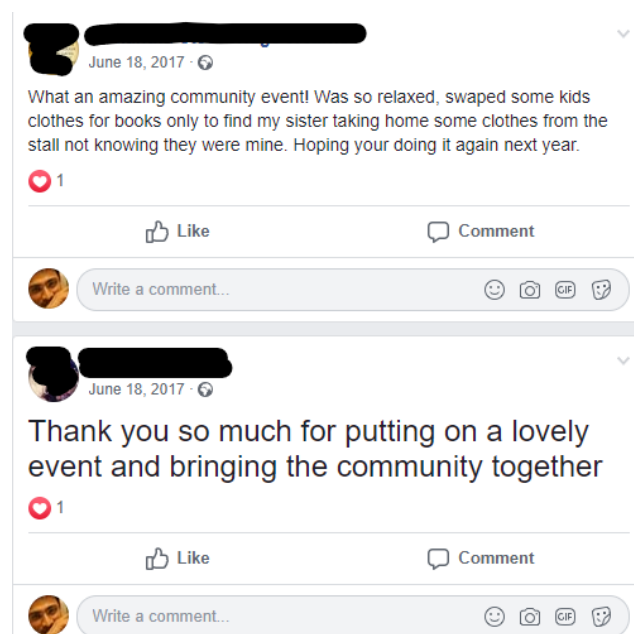 June 18, 2017 ·
What an amazing community event! Was so relaxed, swaped some kids
clothes for books only to find my sister taking home some clothes from the
stall not knowing they were mine. Hoping your doing it again next year.
1
Like Comment
Write a comment... GIF
June 18, 2017 ·
Thank you so much for putting on a lovely
event and bringing the community together
1
Like Comment
Write a comment... GIF